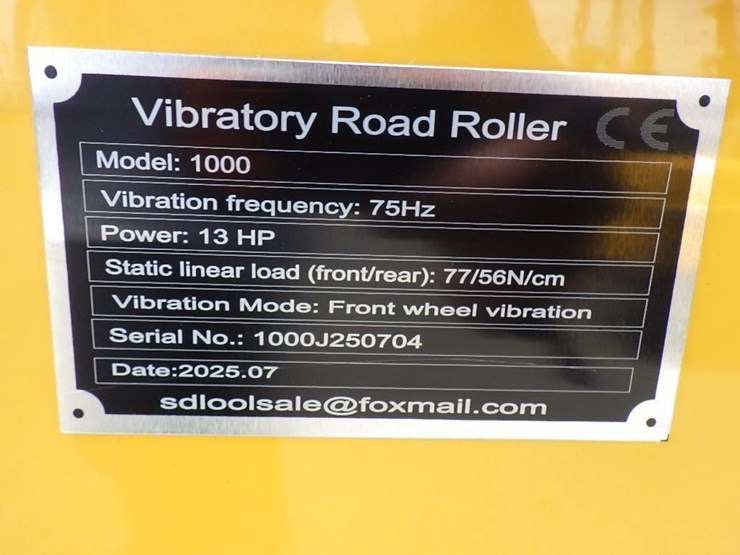 Vibratory Road Roller CE
Model: 1000
Vibration frequency: 75Hz
Power: 13 HP
Static linear load (front/rear): 77/56N/cm
Vibration Mode: Front wheel vibration
Serial No.: 1000J250704
Date:2025.07
sdloolsale@foxmail.com